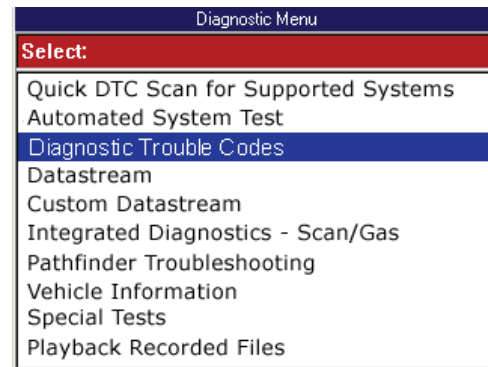 Diagnostic Menu
Select:
Quick DTC Scan for Supported Systems
Automated System Test
Diagnostic Trouble Codes
Datastream
Custom Datastream
Integrated Diagnostics - Scan/Gas
Pathfinder Troubleshooting
Vehicle Information
Special Tests
Playback Recorded Files